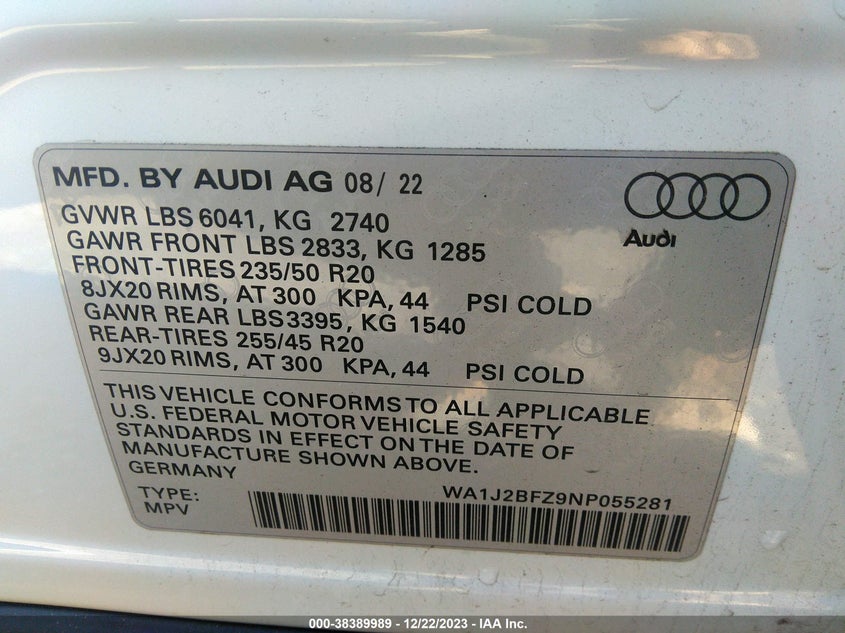 MFD. BY AUDI AG 08/ 22
GVWR LBS 6041, KG 2740
GAWR FRONT LBS 2833, KG 1285
FRONT-TIRES 235/50 R20
8JX20 RIMS, AT 300 KPA, 44 PSI COLD
GAWR REAR LBS3395, KG 1540
REAR-TIRES 255/45 R20
9JX20 RIMS, AT 300 KPA, 44 PSI COLD
Audi
THIS VEHICLE CONFORMS TO ALL APPLICABLE
U.S. FEDERAL MOTOR VEHICLE SAFETY
STANDARDS IN EFFECT ON THE DATE OF
MANUFACTURE SHOWN ABOVE.
GERMANY
TYPE:
MPV
WA1J2BFZ9NP055281
000-38389989 - 12/22/2023 - IAA Inc.